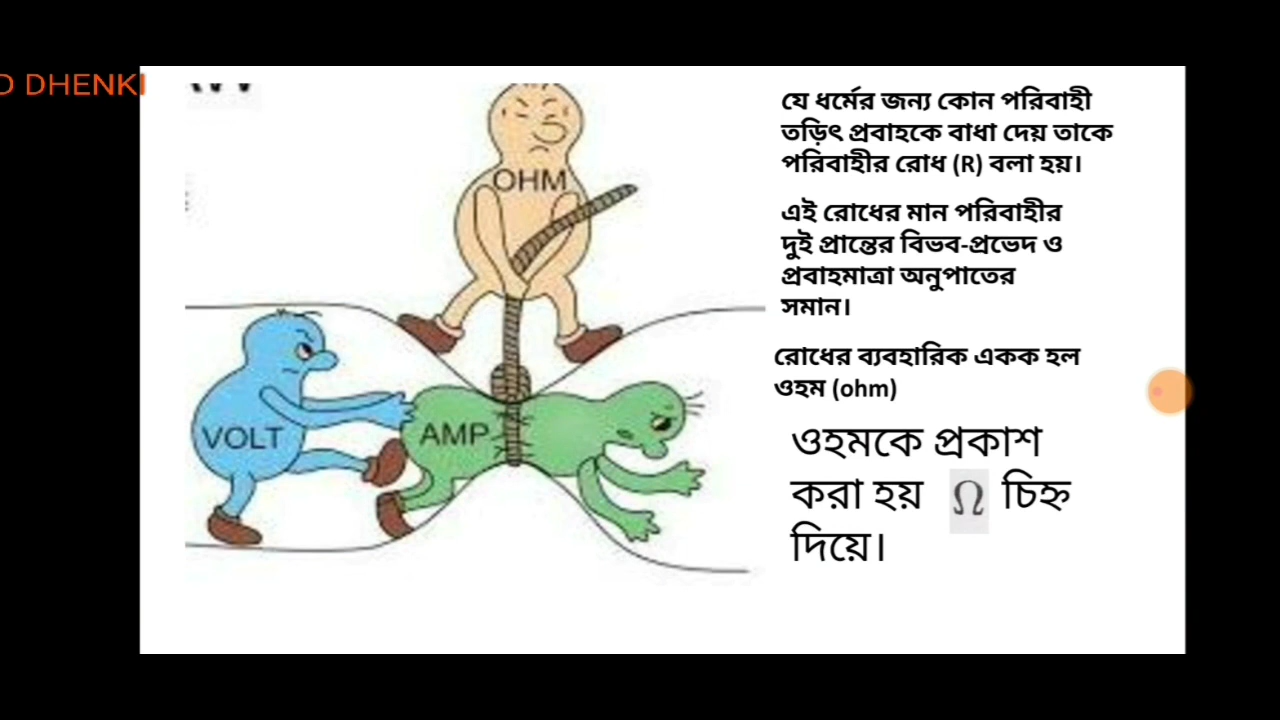 D DHENKI
OHM
VOLT
AMP
যে ধর্মের জন্য কোন পরিবাহী
তড়িৎ প্রবাহকে বাধা দেয় তাকে
পরিবাহীর রোধ (R) বলা হয়।
এই রোধের মান পরিবাহীর
দুই প্রান্তের বিভব-প্রভেদ ও
প্রবাহমাত্রা অনুপাতের
সমান।
রোধের ব্যবহারিক একক হল
ওহম (ohm)
ওহমকে প্রকাশ
করা হয় Ω চিহ্ন
দিয়ে।